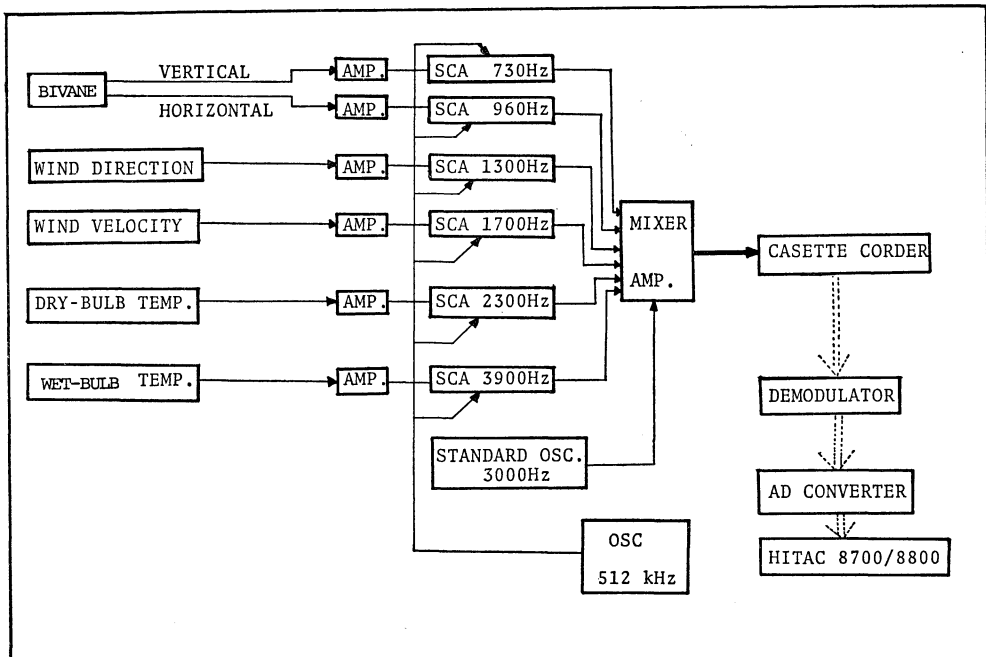 VERTICAL
BIVANE
HORIZONTAL
AMP.
SCA 730Hz
AMP.
SCA 960Hz
WIND DIRECTION
AMP.
SCA 1300Hz
WIND VELOCITY
AMP.
SCA 1700Hz
DRY-BULB TEMP.
AMP.
SCA 2300Hz
WET-BULB TEMP.
AMP.
SCA 3900Hz
STANDARD OSC.
3000Hz
OSC
512 kHz
MIXER
AMP.
CASETTE CORDER
DEMODULATOR
AD CONVERTER
HITAC 8700/8800